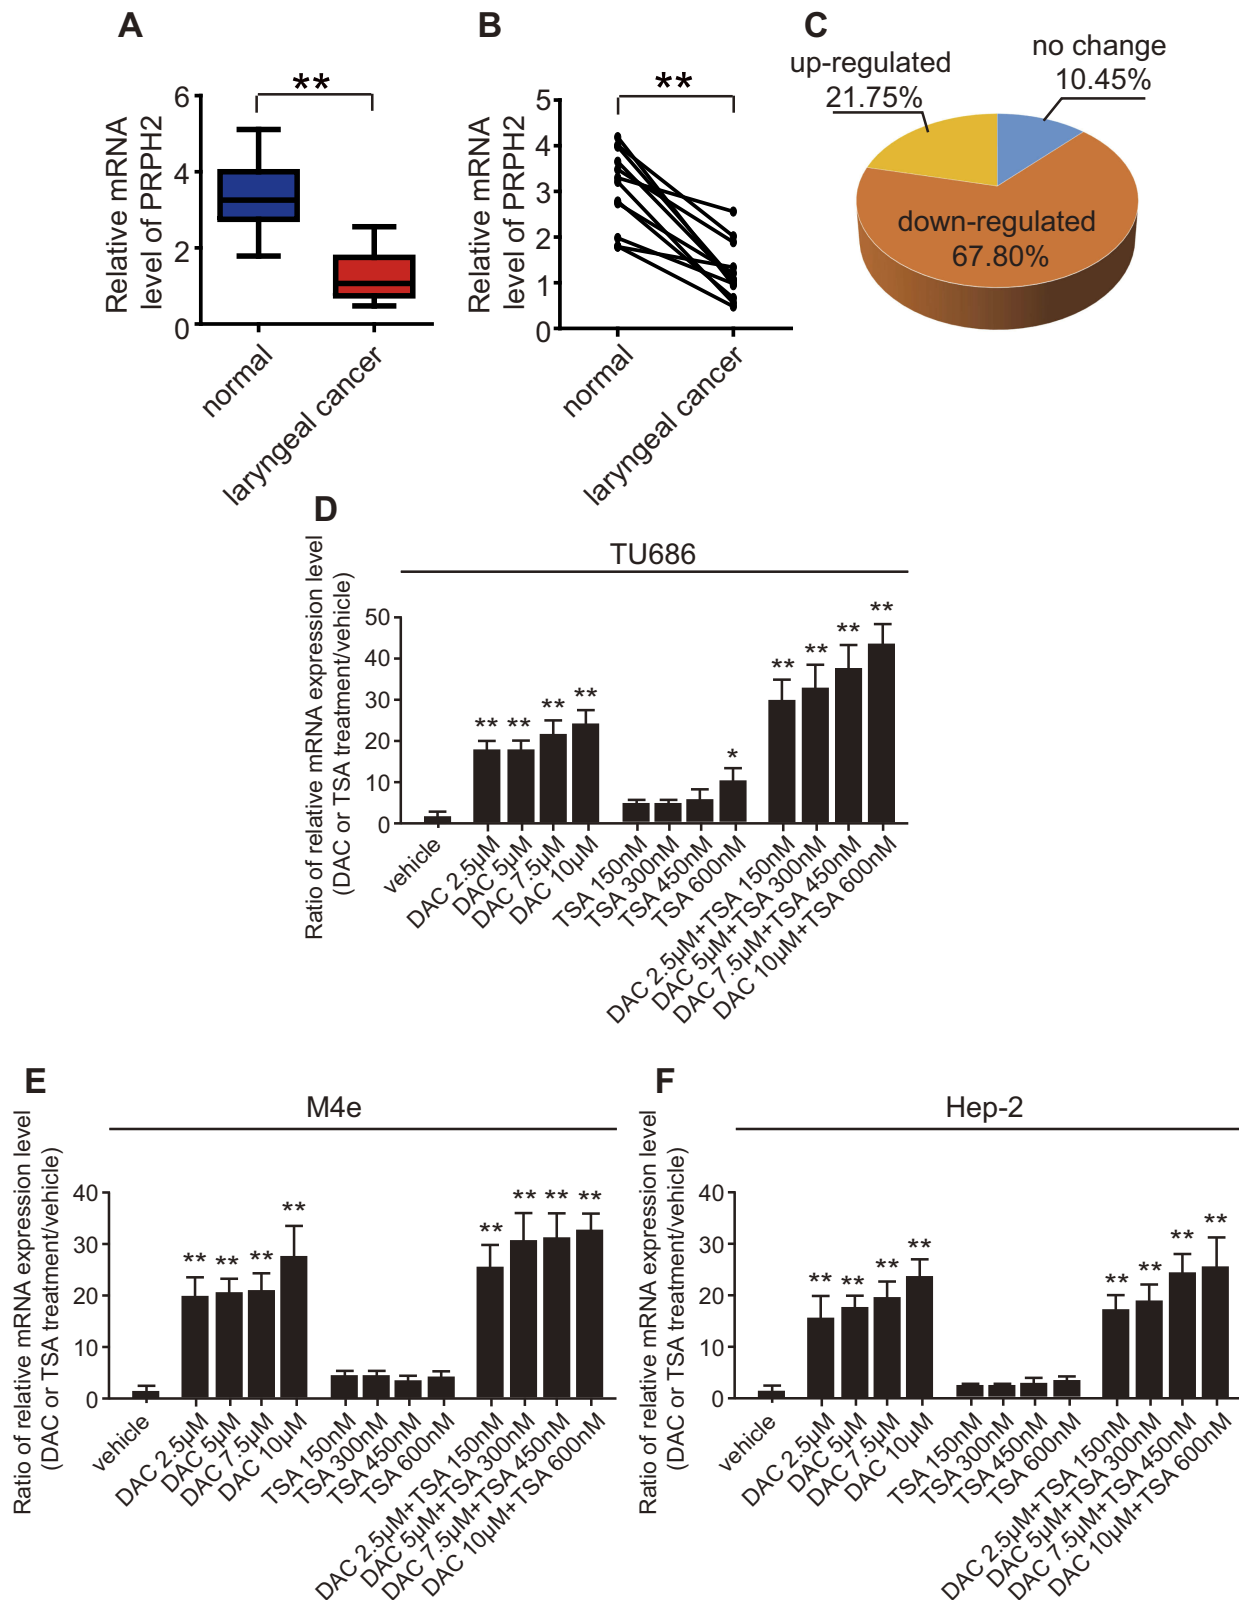 A
Relative mRNA
level of PRPH2
6
4
2
0
**
normal
laryngeal cancer
B
Relative mRNA
level of PRPH2
5
4
3
2
1
0
**
normal
laryngeal cancer
C
up-regulated
21.75%
no change
10.45%
down-regulated
67.80%
D
TU686
Ratio of relative mRNA expression level
(DAC or TSA treatment/vehicle)
50
40
30
20
10
0
**
**
**
**
*
**
**
**
**
vehicle
DAC 2.5μM
DAC 5μM
DAC 7.5μM
DAC 10μM
TSA 150nM
TSA 300nM
TSA 450nM
TSA 600nM
DAC 2.5μM+TSA 150nM
DAC 5μM+TSA 300nM
DAC 7.5μM+TSA 450nM
DAC 10μM+TSA 600nM
E
M4e
Ratio of relative mRNA expression level
(DAC or TSA treatment/vehicle)
40
30
20
10
0
**
**
**
**
**
**
**
**
vehicle
DAC 2.5μM
DAC 5μM
DAC 7.5μM
DAC 10μM
TSA 150nM
TSA 300nM
TSA 450nM
TSA 600nM
DAC 2.5μM+TSA 150nM
DAC 5μM+TSA 300nM
DAC 7.5μM+TSA 450nM
DAC 10μM+TSA 600nM
F
Hep-2
Ratio of relative mRNA expression level
(DAC or TSA treatment/vehicle)
40
30
20
10
0
**
**
**
**
**
**
**
**
vehicle
DAC 2.5μM
DAC 5μM
DAC 7.5μM
DAC 10μM
TSA 150nM
TSA 300nM
TSA 450nM
TSA 600nM
DAC 2.5μM+TSA 150nM
DAC 5μM+TSA 300nM
DAC 7.5μM+TSA 450nM
DAC 10μM+TSA 600nM